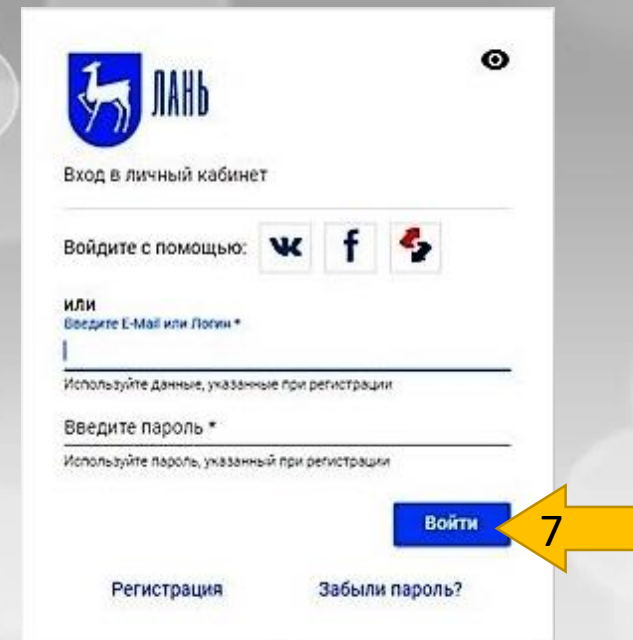 ЛАНЬ
Вход в личный кабинет
Войдите с помощью:
или
Введите E-Mail или Логин *
Используйте данные, указанные при регистрации
Введите пароль *
Используйте пароль, указанный при регистрации
Войти
7
Регистрация Забыли пароль?